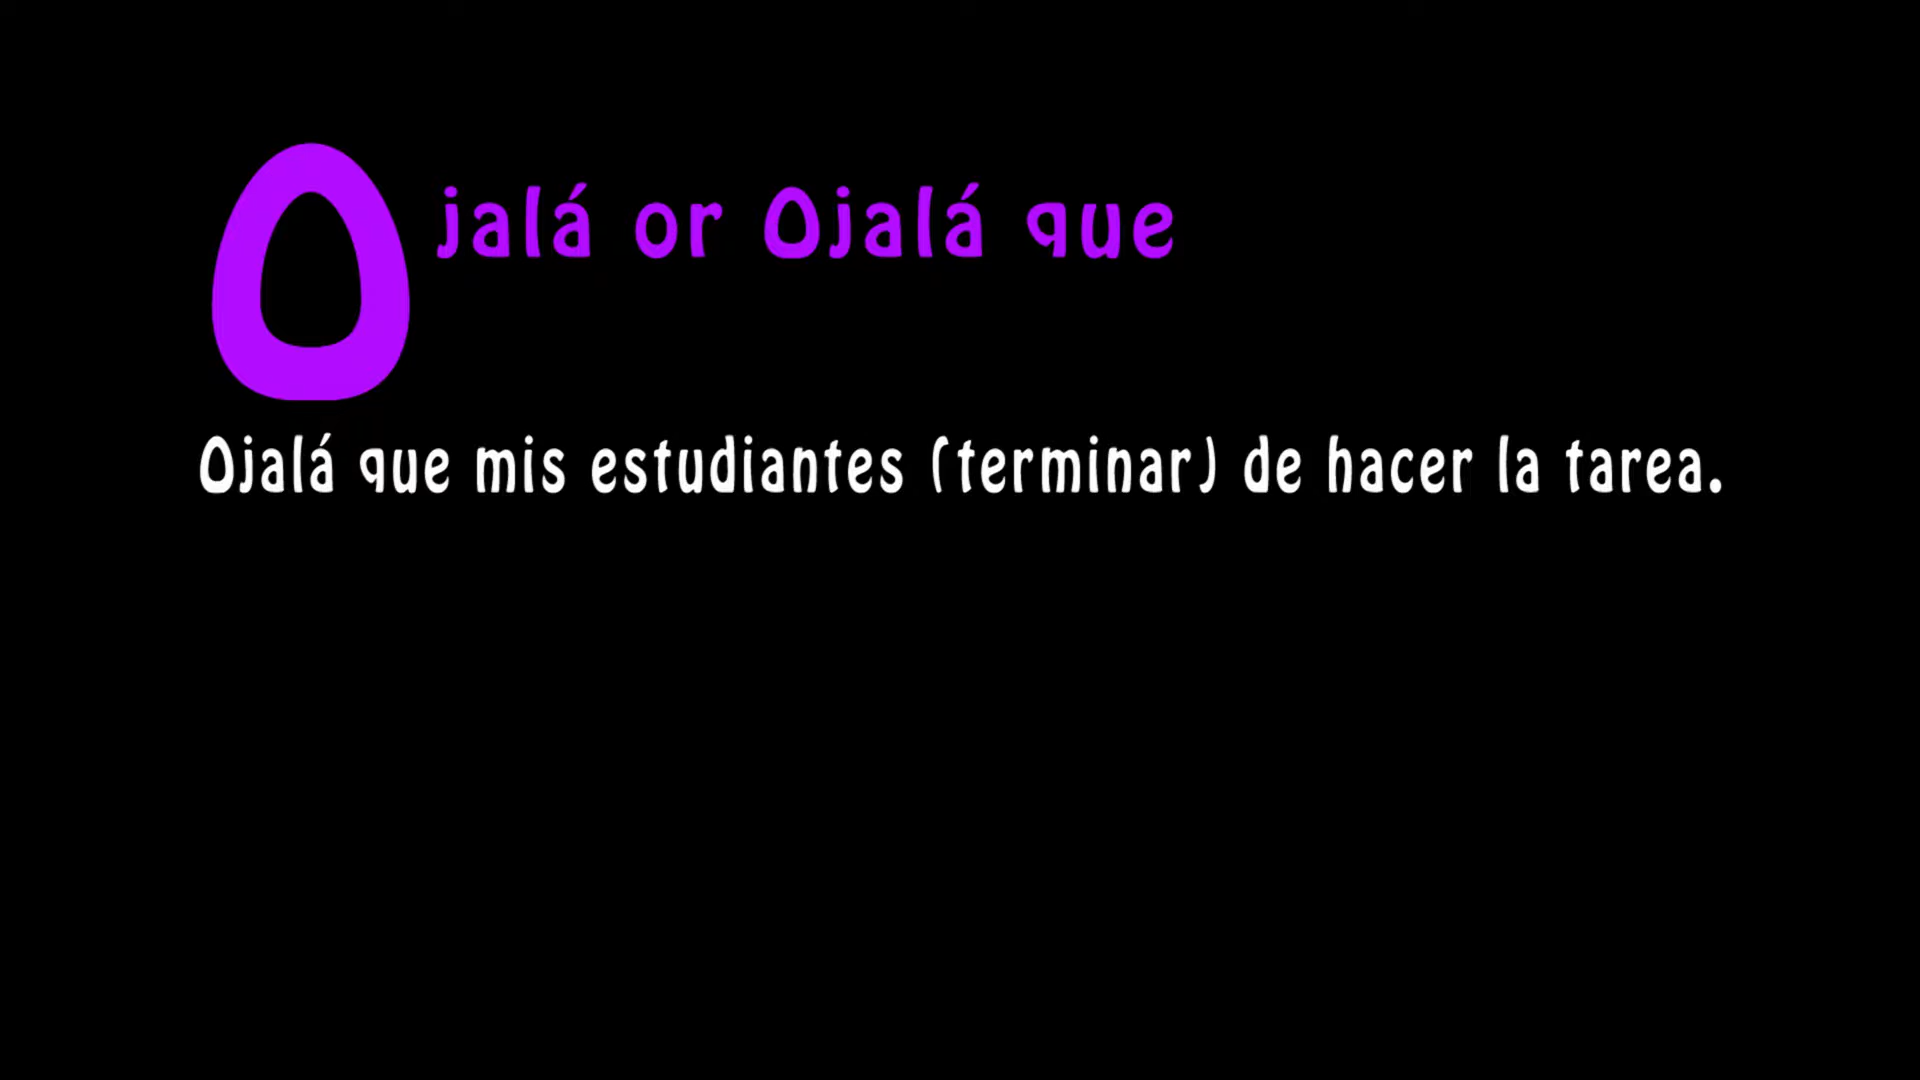 Ojalá or Ojalá que
Ojalá que mis estudiantes (terminar) de hacer la tarea.